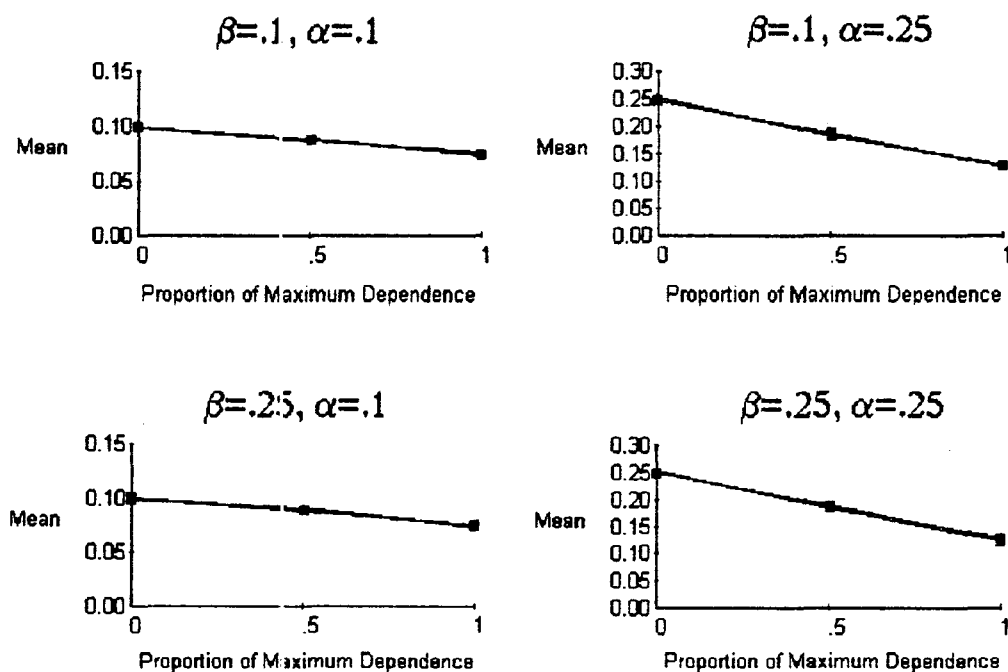 β=.1, α=.1
0.15
0.10
Mean
0.05
0.00
0 .5 1
Proportion of Maximum Dependence
β=.1, α=.25
0.30
0.25
0.20
Mean
0.15
0.10
0.05
0.00
0 .5 1
Proportion of Maximum Dependence
β=.25, α=.1
0.15
0.10
Mean
0.05
0.00
0 .5 1
Proportion of Maximum Dependence
β=.25, α=.25
0.30
0.25
0.20
Mean
0.15
0.10
0.05
0.00
0 .5 1
Proportion of Maximum Dependence